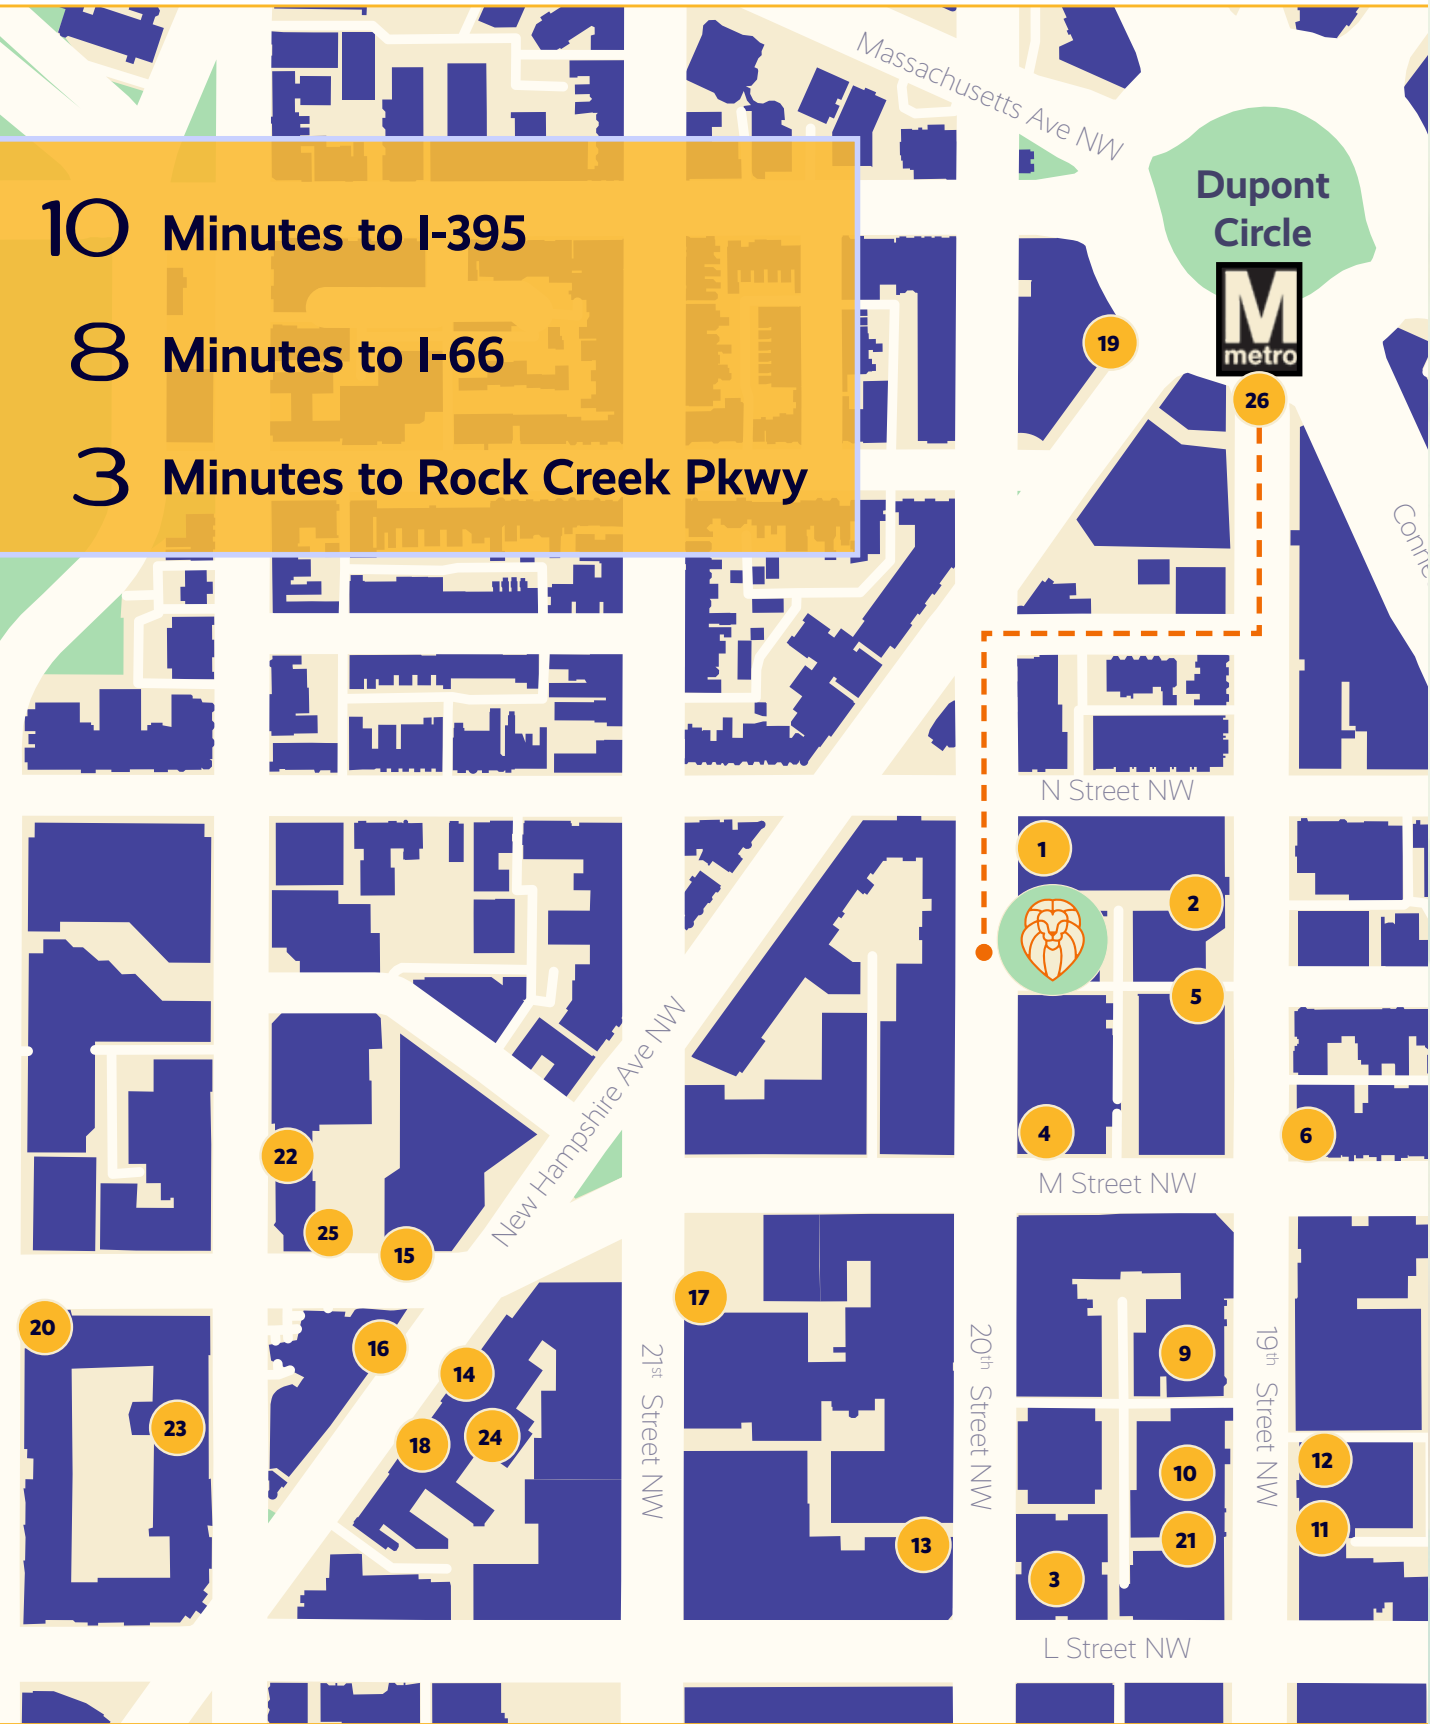 Massachusetts Ave NW
Dupont
Circle
M
metro
10 Minutes to I-395
8 Minutes to I-66
3 Minutes to Rock Creek Pkwy
19
26
Conne
N Street NW
1
2
5
4
6
M Street NW
New Hampshire Ave NW
22
25
15
17
20
16
14
23
18
24
21st Street NW
20th Street NW
19th Street NW
9
12
10
11
13
21
3
L Street NW